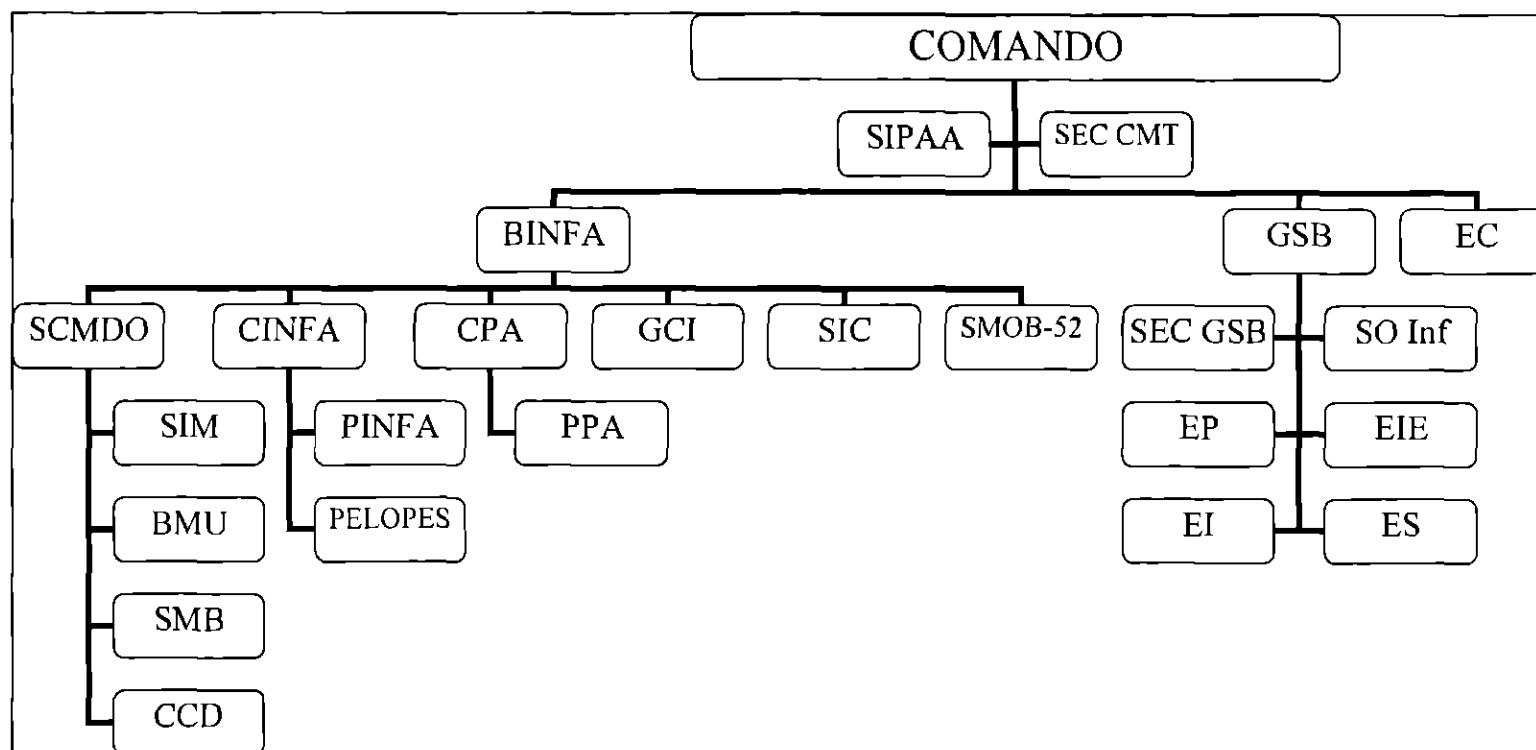 COMANDO
SIPAA
SEC CMT
BINFA
GSB
EC
SCMDO
CINFA
CPA
GCI
SIC
SMOB-52
SEC GSB
SO Inf
SIM
PINFA
PPA
EP
EIE
BMU
PELOPES
EI
ES
SMB
CCD